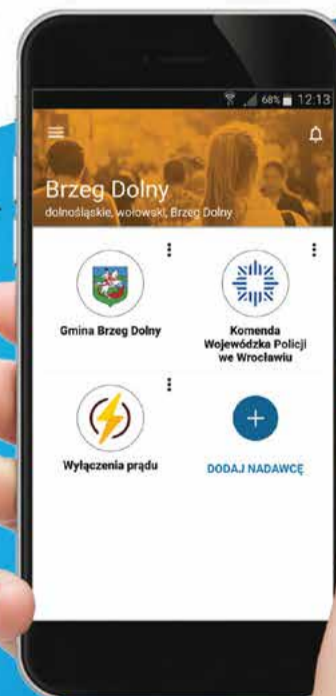 68% 12:13
Brzeg Dolny
dolnośląskie, wołowski, Brzeg Dolny
Gmina Brzeg Dolny
Komenda
Wojewódzka Policji
we Wrocławiu
Wyłączenia prądu
DODAJ NADAWCĘ